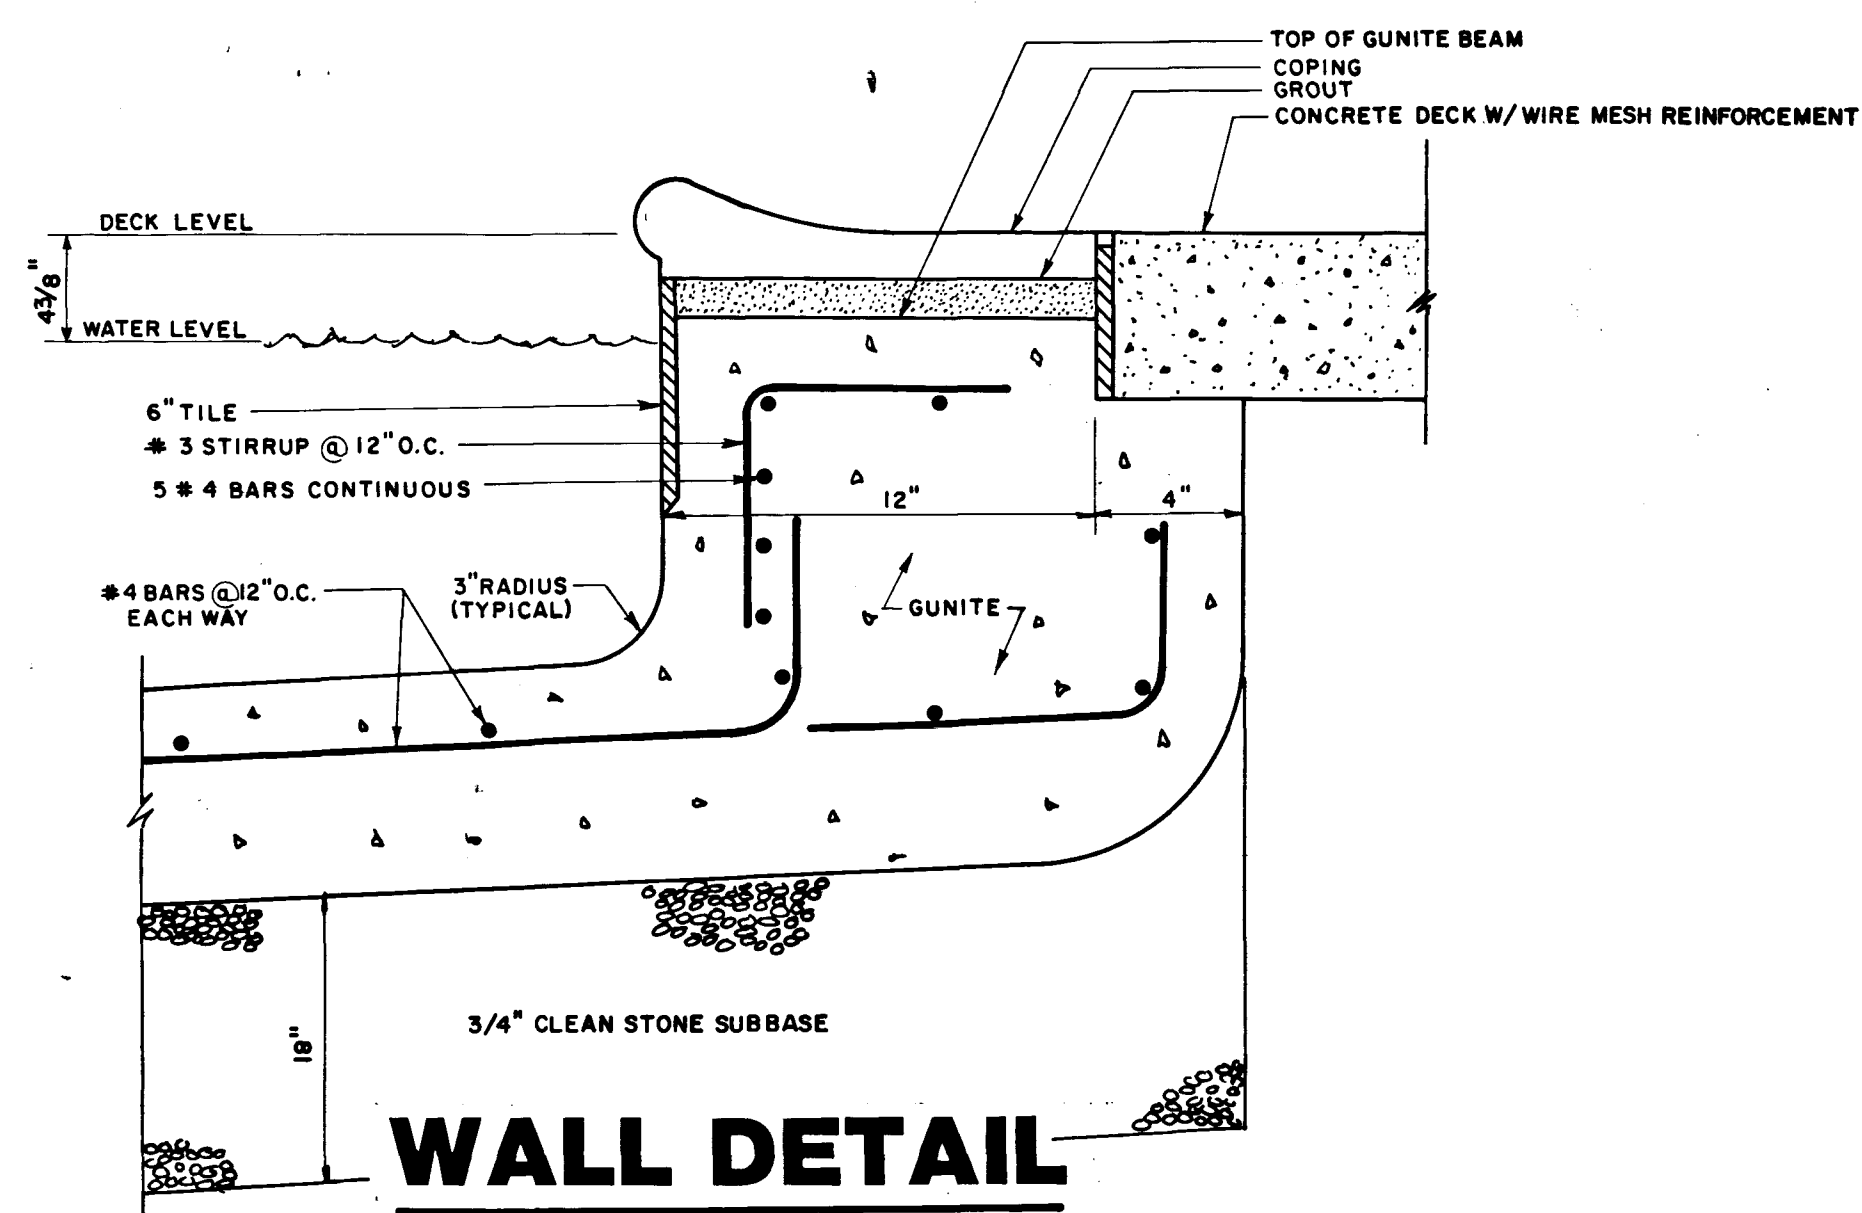 TOP OF GUNITE BEAM
COPING
GROUT
CONCRETE DECK W/ WIRE MESH REINFORCEMENT
DECK LEVEL
4 3/8"
WATER LEVEL
6" TILE
# 3 STIRRUP @ 12" O.C.
5 # 4 BARS CONTINUOUS
12"
4"
#4 BARS @ 12" O.C.
EACH WAY
3" RADIUS
(TYPICAL)
GUNITE
18"
3/4" CLEAN STONE SUBBASE
WALL DETAIL